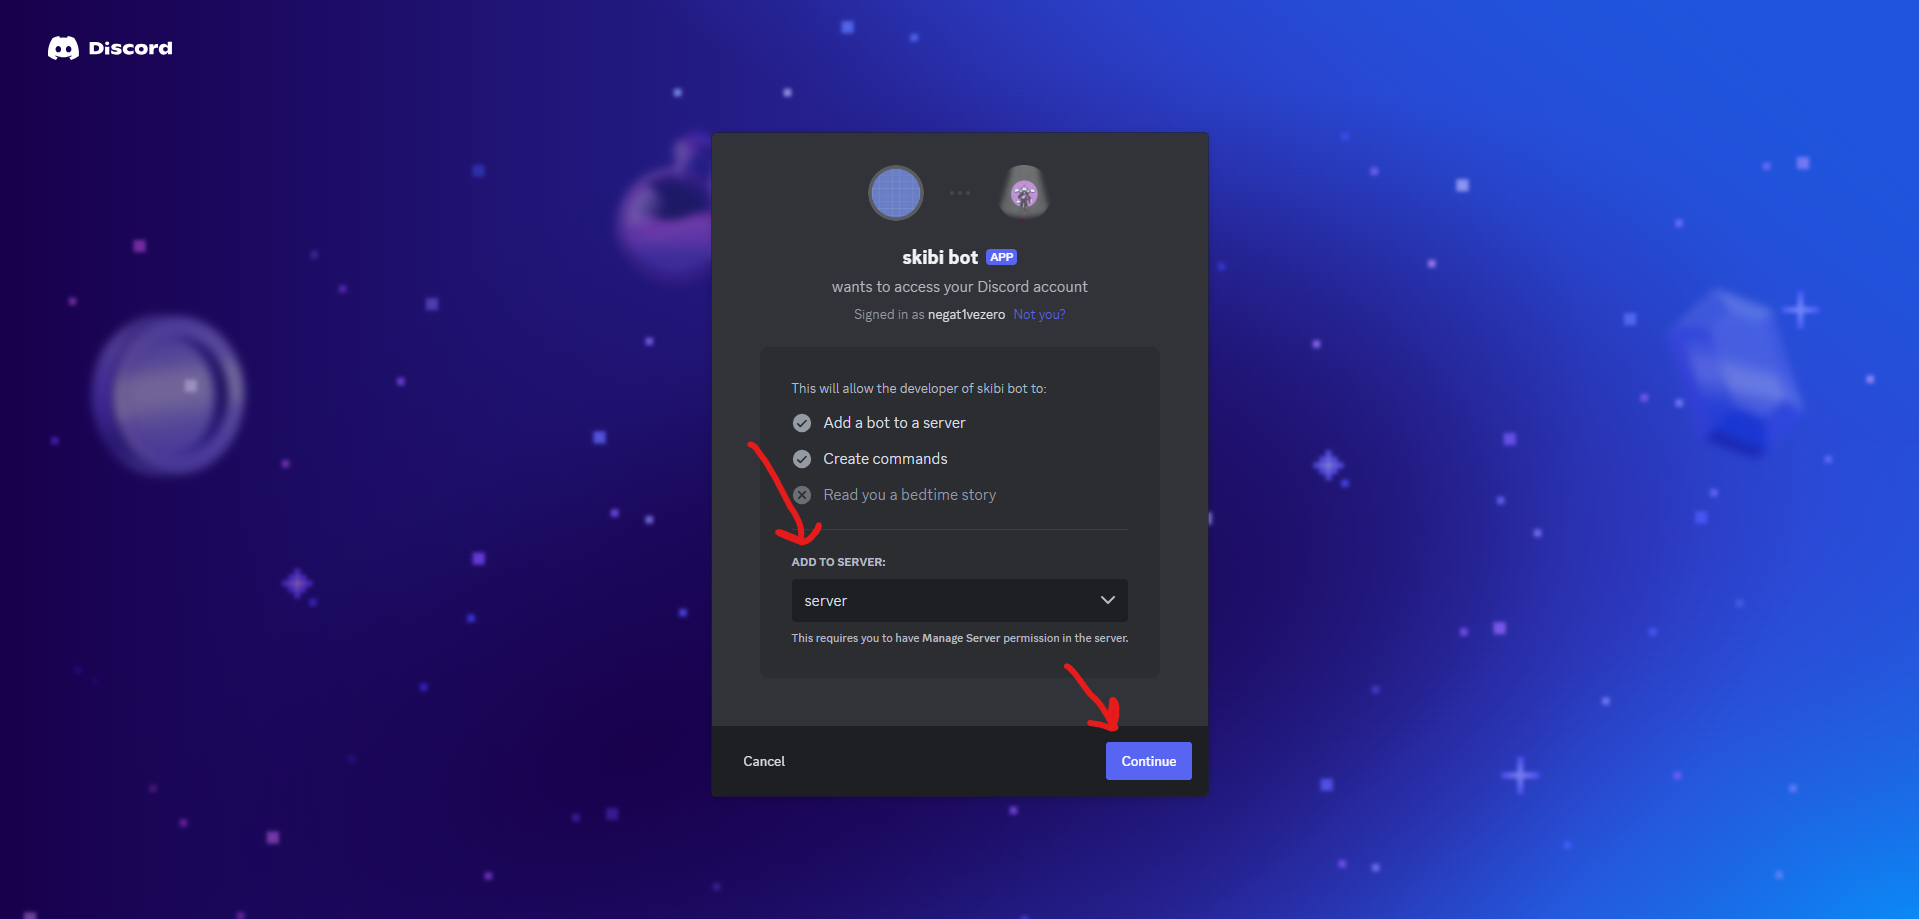 Discord
skibi bot APP
wants to access your Discord account
Signed in as negat1vezero Not you?
This will allow the developer of skibi bot to:
Add a bot to a server
Create commands
Read you a bedtime story
ADD TO SERVER:
server
This requires you to have Manage Server permission in the server.
Cancel
Continue